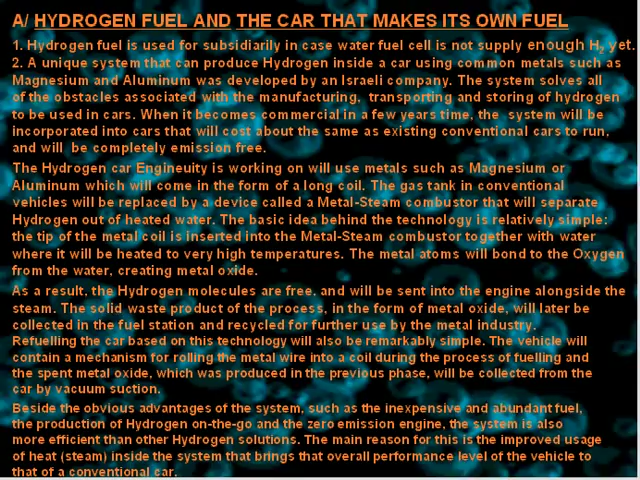 A/ HYDROGEN FUEL AND THE CAR THAT MAKES ITS OWN FUEL
1. Hydrogen fuel is used for subsidiarily in case water fuel cell is not supply enough H2 yet.
2. A unique system that can produce Hydrogen inside a car using common metals such as
Magnesium and Aluminum was developed by an Israeli company. The system solves all
of the obstacles associated with the manufacturing, transporting and storing of hydrogen
to be used in cars. When it becomes commercial in a few years time, the system will be
incorporated into cars that will cost about the same as existing conventional cars to run,
and will be completely emission free.
The Hydrogen car Engineuity is working on will use metals such as Magnesium or
Aluminum which will come in the form of a long coil. The gas tank in conventional
vehicles will be replaced by a device called a Metal-Steam combustor that will separate
Hydrogen out of heated water. The basic idea behind the technology is relatively simple:
the tip of the metal coil is inserted into the Metal-Steam combustor together with water
where it will be heated to very high temperatures. The metal atoms will bond to the Oxygen
from the water, creating metal oxide.
As a result, the Hydrogen molecules are free, and will be sent into the engine alongside the
steam. The solid waste product of the process, in the form of metal oxide, will later be
collected in the fuel station and recycled for further use by the metal industry.
Refuelling the car based on this technology will also be remarkably simple. The vehicle will
contain a mechanism for rolling the metal wire into a coil during the process of fuelling and
the spent metal oxide, which was produced in the previous phase, will be collected from the
car by vacuum suction.
Beside the obvious advantages of the system, such as the inexpensive and abundant fuel,
the production of Hydrogen on-the-go and the zero emission engine, the system is also
more efficient than other Hydrogen solutions. The main reason for this is the improved usage
of heat (steam) inside the system that brings that overall performance level of the vehicle to
that of a conventional car.